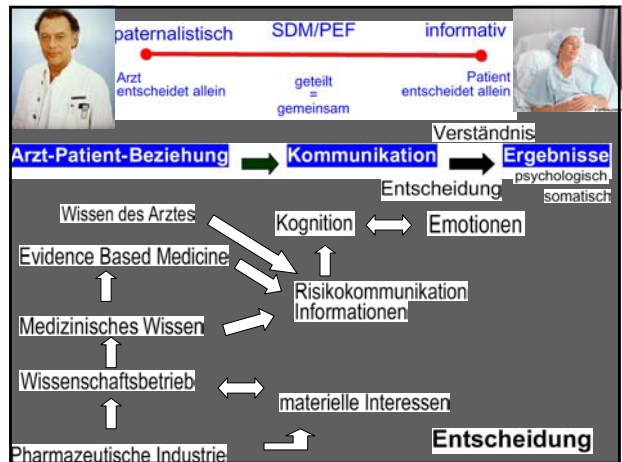 paternalistisch SDM/PEF informativ
Arzt
entscheidet allein
geteilt
=
gemeinsam
Patient
entscheidet allein
Verständnis
Arzt-Patient-Beziehung Kommunikation Ergebnisse
psychologisch
Entscheidung
somatisch
Wissen des Arztes
Kognition Emotionen
Evidence Based Medicine
Risikokommunikation
Informationen
Medizinisches Wissen
Wissenschaftsbetrieb
materielle Interessen
Entscheidung
Pharmazeutische Industrie